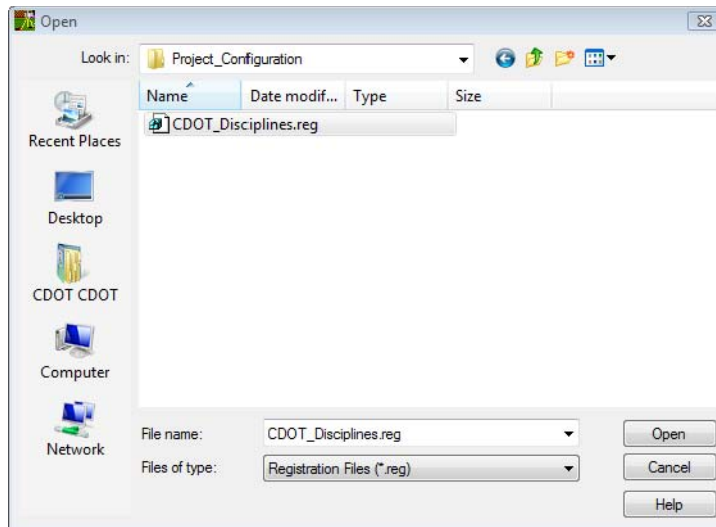 Open
Look in: Project_Configuration
Name Date modif... Type Size
CDOT_Disciplines.reg
Recent Places
Desktop
CDOT CDOT
Computer
Network
File name: CDOT_Disciplines.reg Open
Files of type: Registration Files (*.reg) Cancel
Help